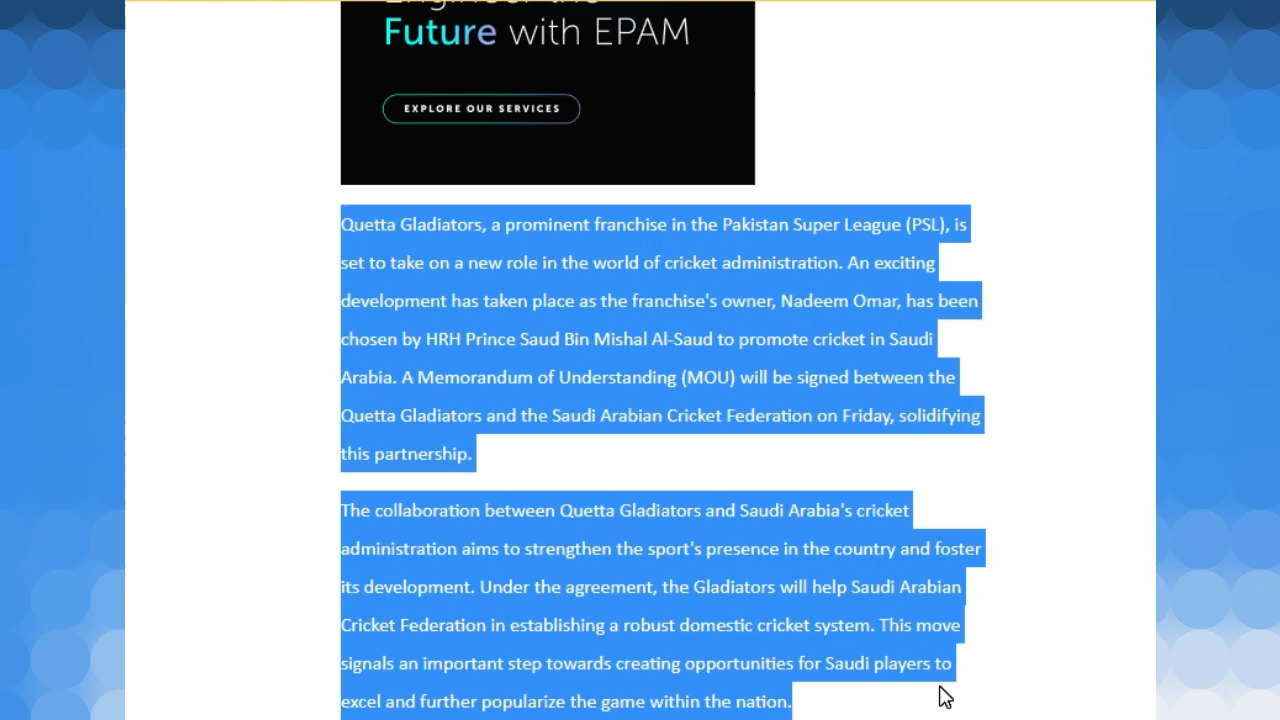 Future with EPAM
EXPLORE OUR SERVICES
Quetta Gladiators, a prominent franchise in the Pakistan Super League (PSL), is
set to take on a new role in the world of cricket administration. An exciting
development has taken place as the franchise's owner, Nadeem Omar, has been
chosen by HRH Prince Saud Bin Mishal Al-Saud to promote cricket in Saudi
Arabia. A Memorandum of Understanding (MOU) will be signed between the
Quetta Gladiators and the Saudi Arabian Cricket Federation on Friday, solidifying
this partnership.
The collaboration between Quetta Gladiators and Saudi Arabia's cricket
administration aims to strengthen the sport's presence in the country and foster
its development. Under the agreement, the Gladiators will help Saudi Arabian
Cricket Federation in establishing a robust domestic cricket system. This move
signals an important step towards creating opportunities for Saudi players to
excel and further popularize the game within the nation.